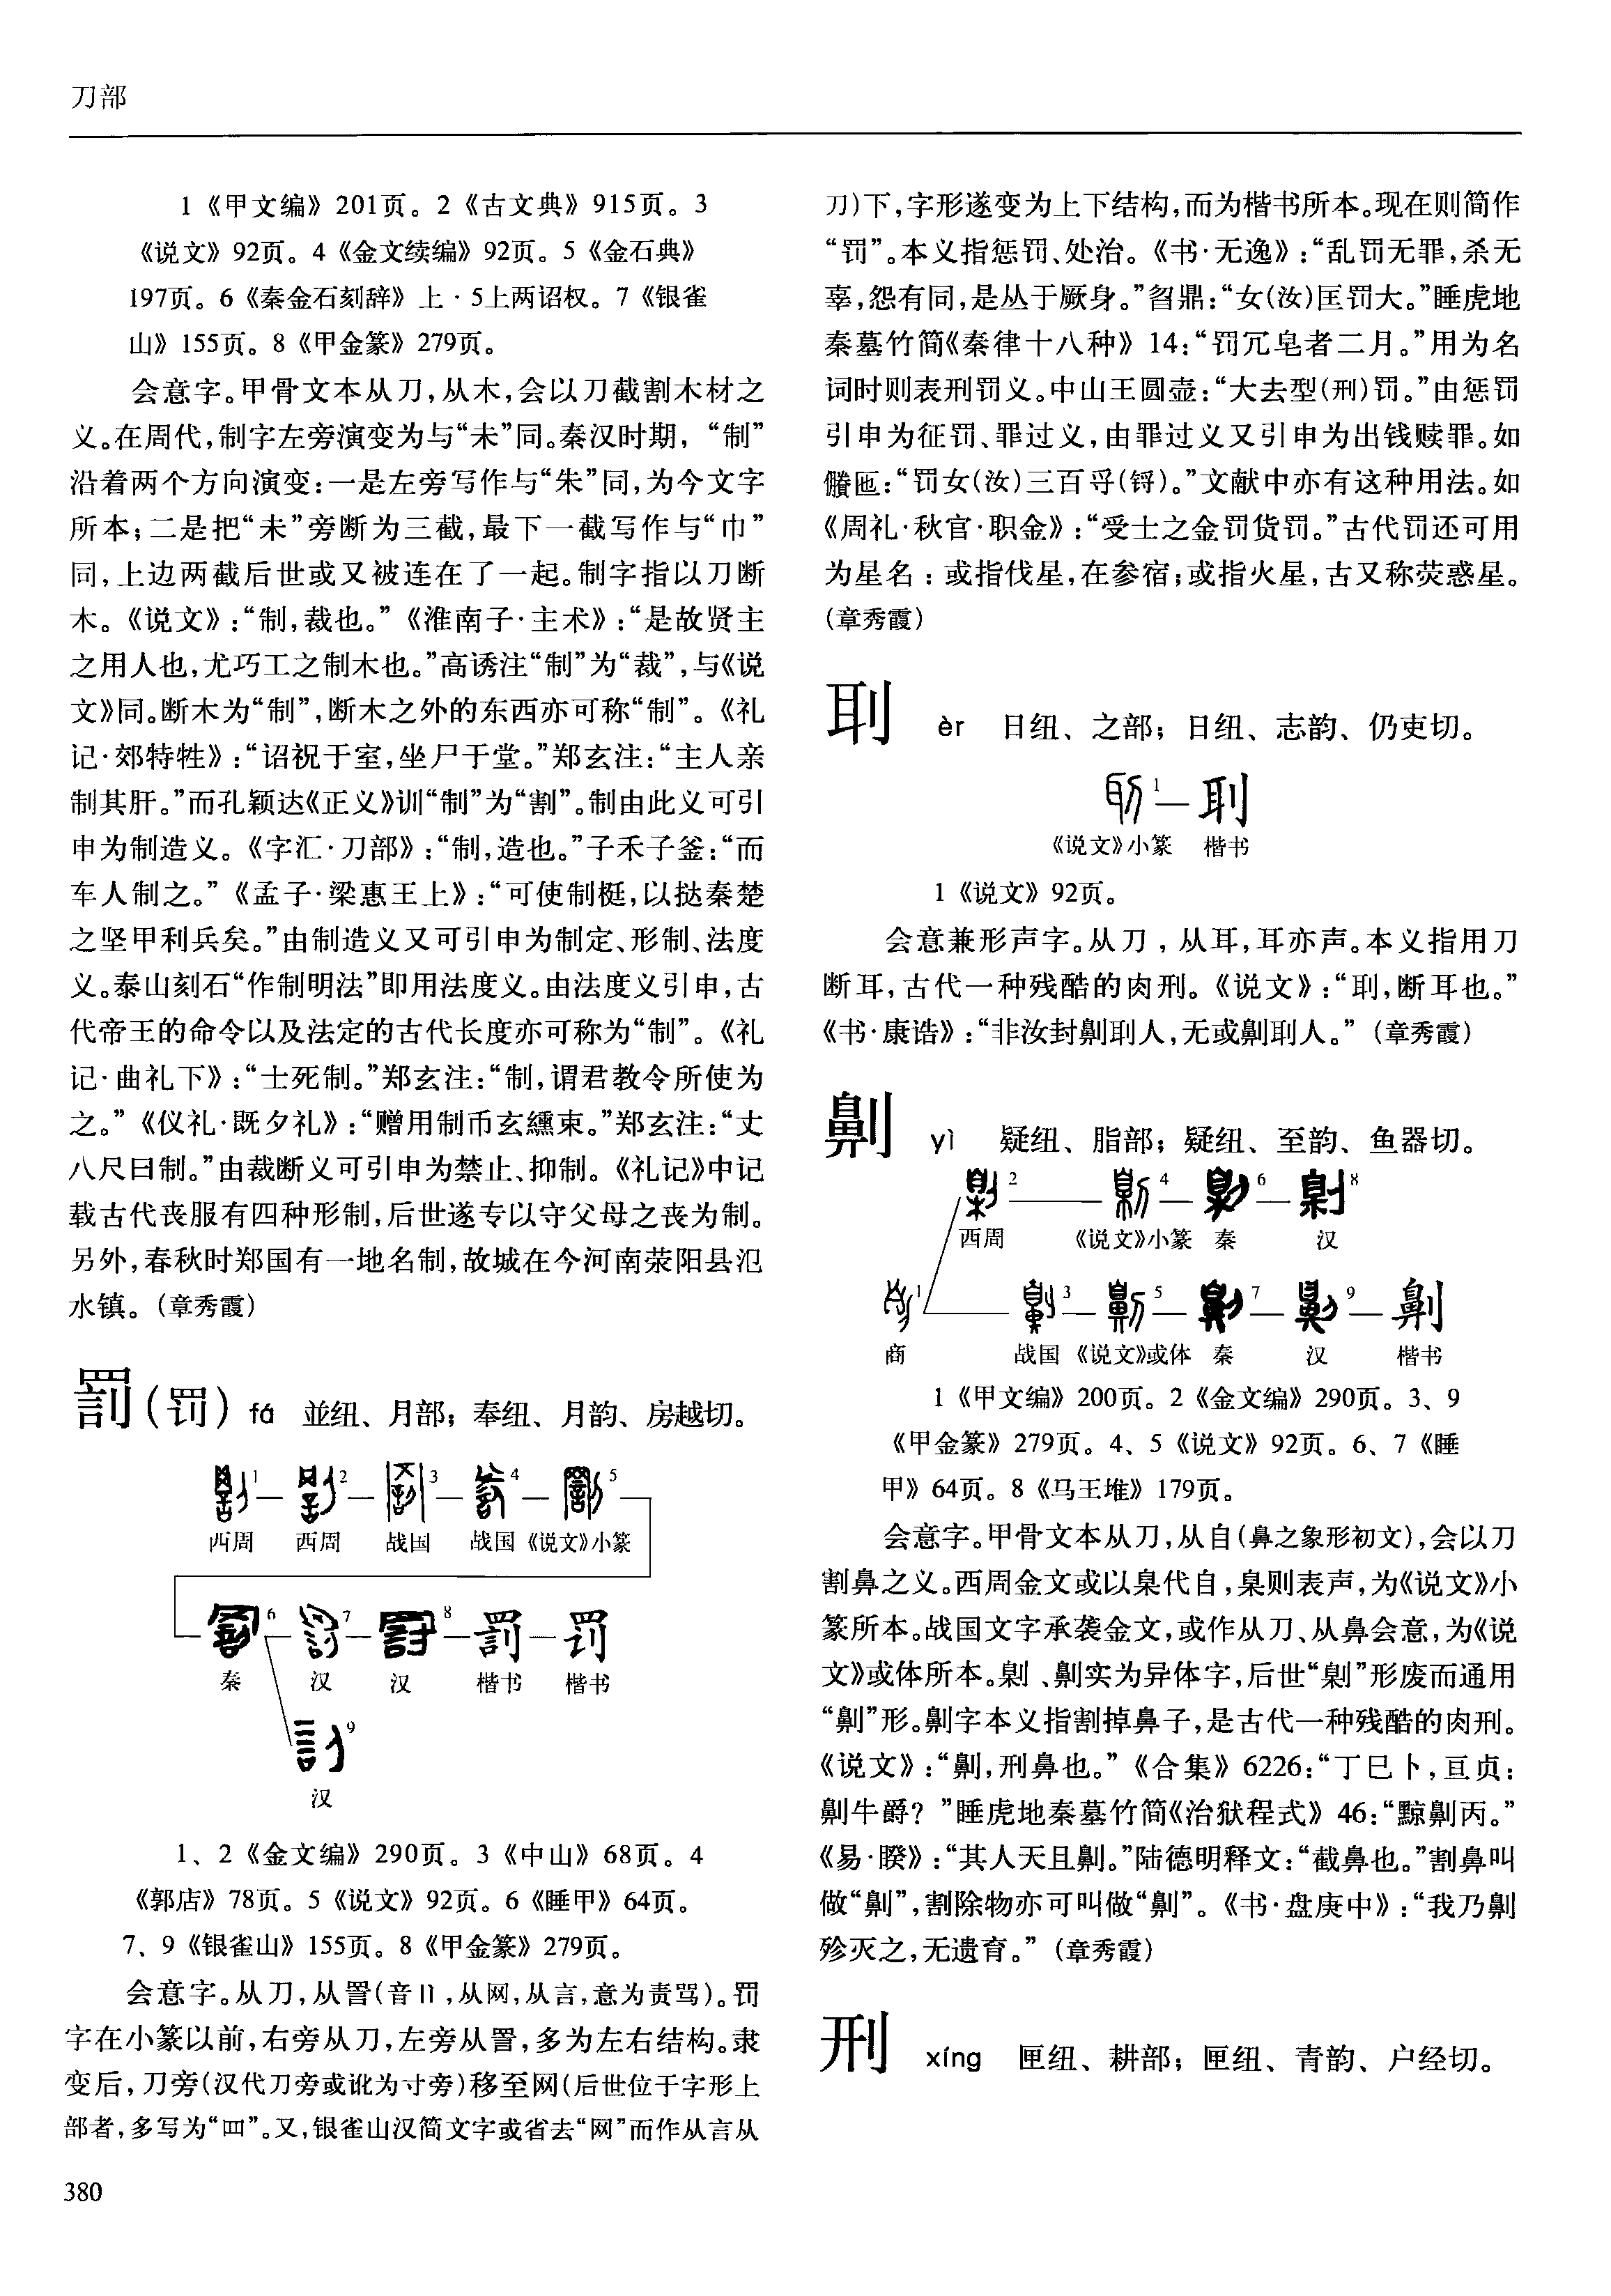 刀部
1《甲文编》201页。2《古文典》915页。3
《说文》92页。4《金文续编》92页。5《金石典》
197页。6《秦金石刻辞》上·5上两诏权。7《银雀
山》155页。8《甲金篆》279页。
会意字。甲骨文本从刀，从木，会以刀截割木材之
义。在周代，制字左旁演变为与“未”同。秦汉时期，“制”
沿着两个方向演变：一是左旁写作与“朱”同，为今文字
所本；二是把“未”旁断为三截，最下一截写作与“巾”
同，上边两截后世或又被连在了一起。制字指以刀断
木。《说文》：“制，裁也。”《淮南子·主术》：“是故贤主
之用人也，尤巧工之制木也。”高诱注“制”为“裁”，与《说
文》同。断木为“制”，断木之外的东西亦可称“制”。《礼
记·郊特牲》：“诏祝于室，坐尸于堂。”郑玄注：“主人亲
制其肝。”而孔颖达《正义》训“制”为“割”。制由此义可引
申为制造义。《字汇·刀部》：“制，造也。”子禾子釜：“而
车人制之。”《孟子·梁惠王上》：“可使制梃，以挞秦楚
之坚甲利兵矣。”由制造义又可引申为制定、形制、法度
义。泰山刻石“作制明法”即用法度义。由法度义引申，古
代帝王的命令以及法定的古代长度亦可称为“制”。《礼
记·曲礼下》：“士死制。”郑玄注：“制，谓君教令所使为
之。”《仪礼·既夕礼》：“赠用制币玄纁束。”郑玄注：“丈
八尺曰制。”由裁断义可引申为禁止、抑制。《礼记》中记
载古代丧服有四种形制，后世遂专以守父母之丧为制。
另外，春秋时郑国有一地名制，故城在今河南荥阳县汜
水镇。（章秀霞）
罰（罚）fá 並纽、月部；奉纽、月韵、房越切。
1 2 3 4 5
西周 西周 战国 战国《说文》小篆
6 7 8 罰 罚
秦 汉 汉 楷书 楷书
9
汉
1、2《金文编》290页。3《中山》68页。4
《郭店》78页。5《说文》92页。6《睡甲》64页。
7、9《银雀山》155页。8《甲金篆》279页。
会意字。从刀，从詈（音lì，从网，从言，意为责骂）。罚
字在小篆以前，右旁从刀，左旁从詈，多为左右结构。隶
变后，刀旁（汉代刀旁或讹为寸旁）移至网（后世位于字形上
部者，多写为“罒”。又，银雀山汉简文字或省去“网”而作从言从
刀）下，字形遂变为上下结构，而为楷书所本。现在则简作
“罚”。本义指惩罚、处治。《书·无逸》：“乱罚无罪，杀无
辜，怨有同，是丛于厥身。”曶鼎：“女（汝）匡罚大。”睡虎地
秦墓竹简《秦律十八种》14：“罚冗皂者二月。”用为名
词时则表刑罚义。中山王圆壶：“大去型（刑）罚。”由惩罚
引申为征罚、罪过义，由罪过义又引申为出钱赎罪。如
匜：“罚女（汝）三百寽（锊）。”文献中亦有这种用法。如
《周礼·秋官·职金》：“受士之金罚货罚。”古代罚还可用
为星名：或指伐星，在参宿；或指火星，古又称荧惑星。
（章秀霞）
刵 èr 日纽、之部；日纽、志韵、仍吏切。
1 刵
《说文》小篆 楷书
1《说文》92页。
会意兼形声字。从刀，从耳，耳亦声。本义指用刀
断耳，古代一种残酷的肉刑。《说文》：“刵，断耳也。”
《书·康诰》：“非汝封劓刵人，无或劓刵人。”（章秀霞）
劓 yì 疑纽、脂部；疑纽、至韵、鱼器切。
2 4 6 8
西周 《说文》小篆 秦 汉
1 3 5 7 9 劓
商 战国《说文》或体 秦 汉 楷书
1《甲文编》200页。2《金文编》290页。3、9
《甲金篆》279页。4、5《说文》92页。6、7《睡
甲》64页。8《马王堆》179页。
会意字。甲骨文本从刀，从自（鼻之象形初文），会以刀
割鼻之义。西周金文或以臬代自，臬则表声，为《说文》小
篆所本。战国文字承袭金文，或作从刀、从鼻会意，为《说
文》或体所本。劓、劓实为异体字，后世“㓷”形废而通用
“劓”形。劓字本义指割掉鼻子，是古代一种残酷的肉刑。
《说文》：“劓，刑鼻也。”《合集》6226：“丁巳卜，亘贞：
劓牛爵？”睡虎地秦墓竹简《治狱程式》46：“黥劓丙。”
《易·睽》：“其人天且劓。”陆德明释文：“截鼻也。”割鼻叫
做“劓”，割除物亦可叫做“劓”。《书·盘庚中》：“我乃劓
殄灭之，无遗育。”（章秀霞）
刑 xíng 匣纽、耕部；匣纽、青韵、户经切。
380